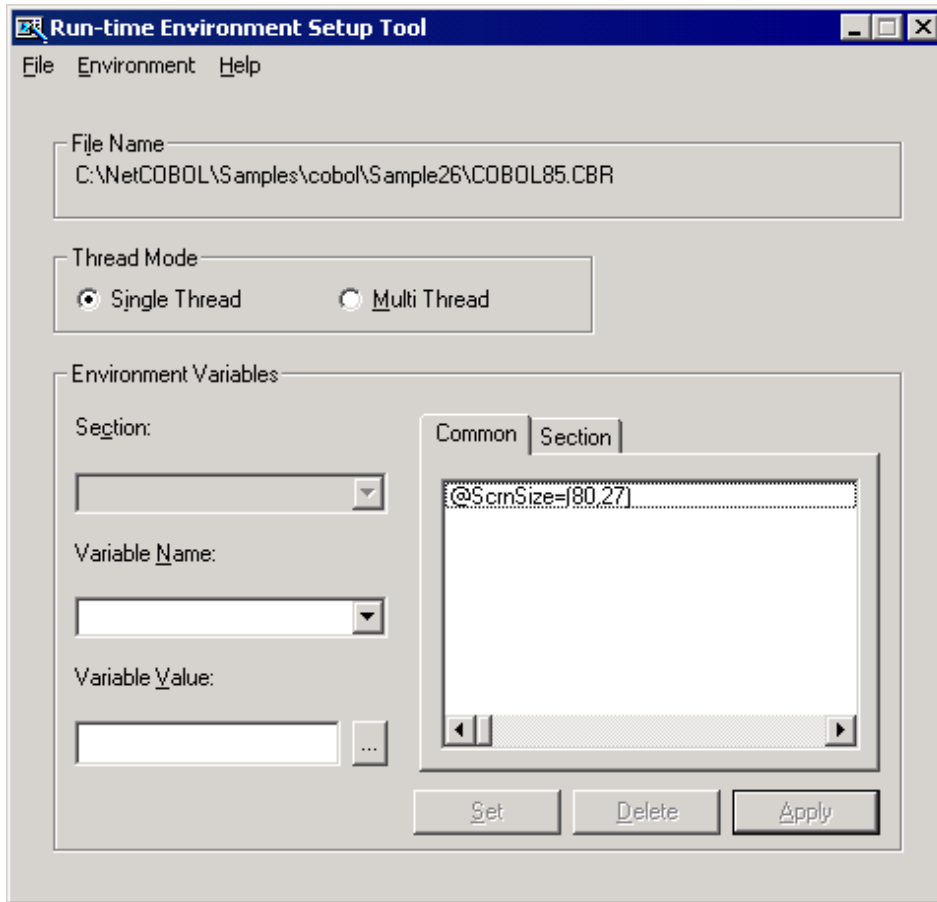 Run-time Environment Setup Tool
File Environment Help
File Name
C:\NetCOBOL\Samples\cobol\Sample26\COBOL85.CBR
Thread Mode
Single Thread Multi Thread
Environment Variables
Section:
Common Section
@ScrnSize=(80,27)
Variable Name:
Variable Value:
...
Set Delete Apply